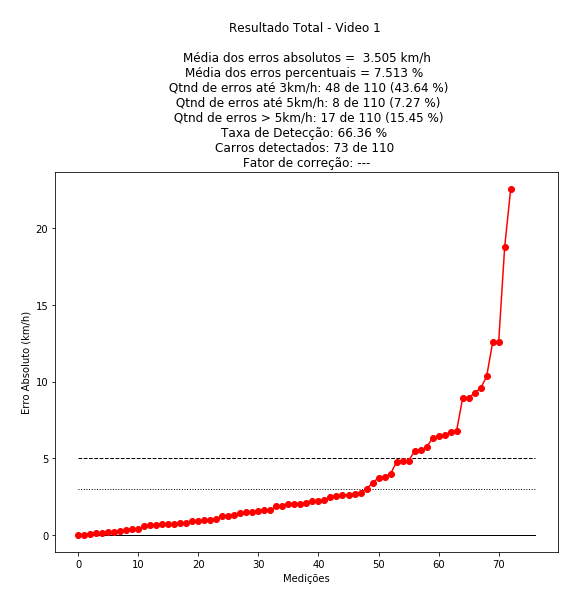 Resultado Total - Video 1
Média dos erros absolutos =  3.505 km/h
Média dos erros percentuais = 7.513 %
Qtnd de erros até 3km/h: 48 de 110 (43.64 %)
Qtnd de erros até 5km/h: 8 de 110 (7.27 %)
Qtnd de erros > 5km/h: 17 de 110 (15.45 %)
Taxa de Detecção: 66.36 %
Carros detectados: 73 de 110
Fator de correção: ---
Erro Absoluto (km/h)
20
15
10
5
0
0 10 20 30 40 50 60 70
Medições